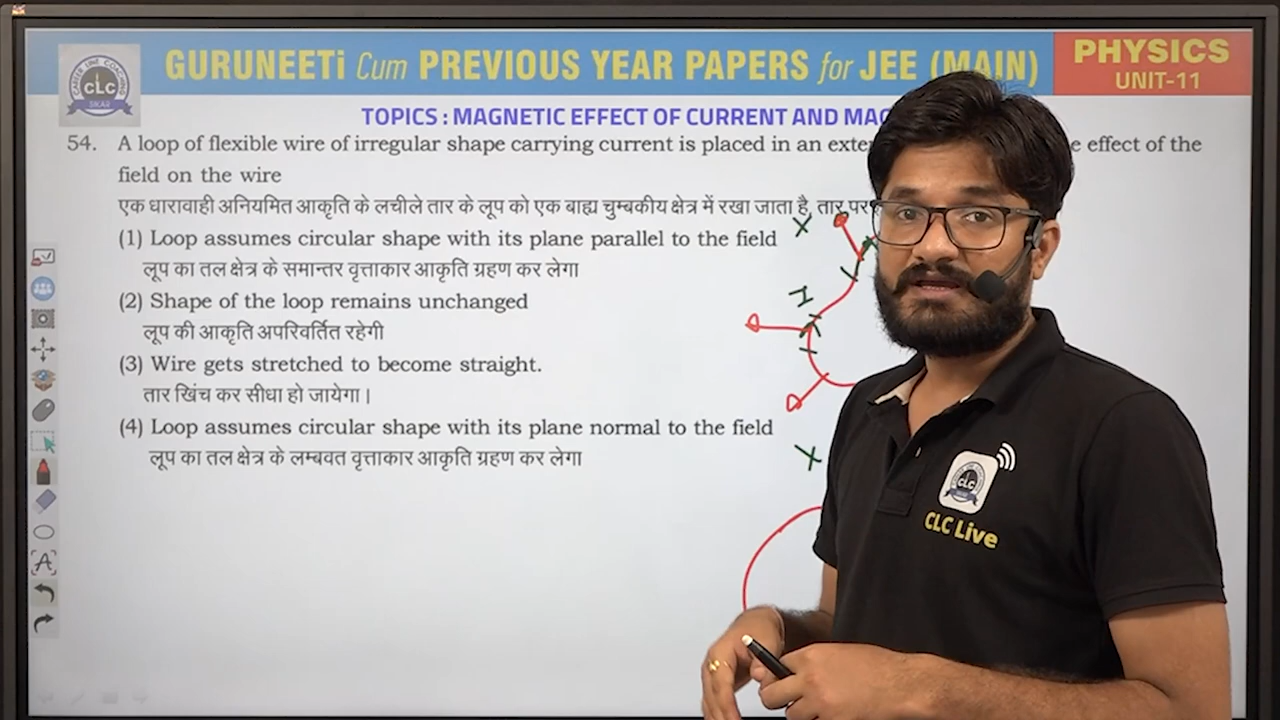 GURUNEETi Cum PREVIOUS YEAR PAPERS for JEE (MAIN)
PHYSICS
UNIT-11
CAREER LINE COACHING
CLC
SIKAR
TOPICS : MAGNETIC EFFECT OF CURRENT AND
54. A loop of flexible wire of irregular shape carrying current is placed in an effect of the
field on the wire
एक धारावाही अनियमित आकृति के लचीले तार के लूप को एक बाह्य चुम्बकीय क्षेत्र में रखा जाता है, तार पर
(1) Loop assumes circular shape with its plane parallel to the field
लूप का तल क्षेत्र के समान्तर वृत्ताकार आकृति ग्रहण कर लेगा
(2) Shape of the loop remains unchanged
लूप की आकृति अपरिवर्तित रहेगी
(3) Wire gets stretched to become straight.
तार खिंच कर सीधा हो जायेगा।
(4) Loop assumes circular shape with its plane normal to the field
लूप का तल क्षेत्र के लम्बवत वृत्ताकार आकृति ग्रहण कर लेगा
I
CLC
CLC Live